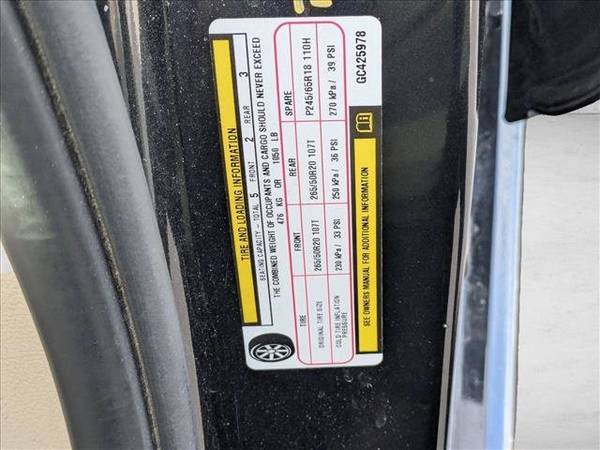 TIRE AND LOADING INFORMATION
SEATING CAPACITY - TOTAL 5 FRONT 2 REAR 3
THE COMBINED WEIGHT OF OCCUPANTS AND CARGO SHOULD NEVER EXCEED
476 KG OR 1050 LB
TIRE FRONT REAR SPARE
ORIGINAL TIRE SIZE 265/50R20 107T 265/50R20 107T P245/65R18 110H
COLD TIRE INFLATION
PRESSURE 230 kPa / 33 PSI 250 kPa / 36 PSI 270 kPa / 39 PSI
SEE OWNERS MANUAL FOR ADDITIONAL INFORMATION
GC425978